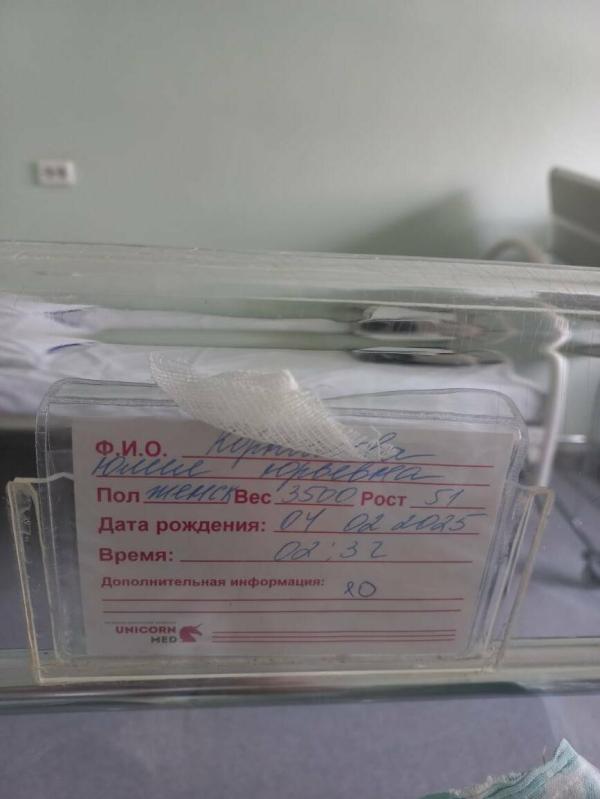 Ф.И.О.
Юлия Юрьевна
Пол женск Вес 3500 Рост 51
Дата рождения: 04 02 2025
Время: 02:32
Дополнительная информация:
UNICORN
MED